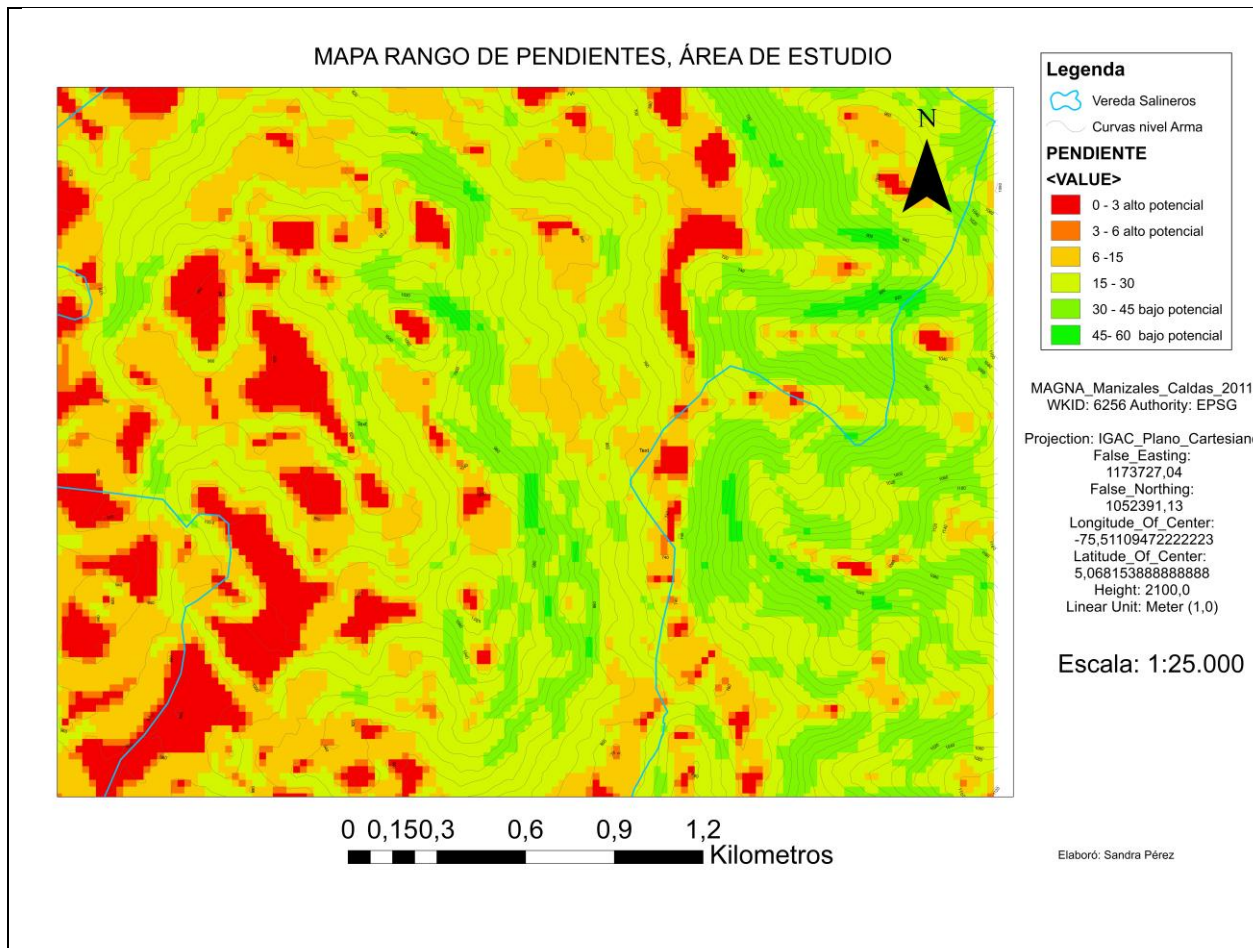 MAPA RANGO DE PENDIENTES, ÁREA DE ESTUDIO
N
Legenda
Vereda Salineros
Curvas nivel Arma
PENDIENTE
<VALUE>
0 - 3 alto potencial
3 - 6 alto potencial
6 -15
15 - 30
30 - 45 bajo potencial
45- 60 bajo potencial
MAGNA_Manizales_Caldas_2011
WKID: 6256 Authority: EPSG
Projection: IGAC_Plano_Cartesiano
False_Easting:
1173727,04
False_Northing:
1052391,13
Longitude_Of_Center:
-75,51109472222223
Latitude_Of_Center:
5,068153888888888
Height: 2100,0
Linear Unit: Meter (1,0)
Escala: 1:25.000
0 0,150,3 0,6 0,9 1,2
Kilometros
Elaboró: Sandra Pérez